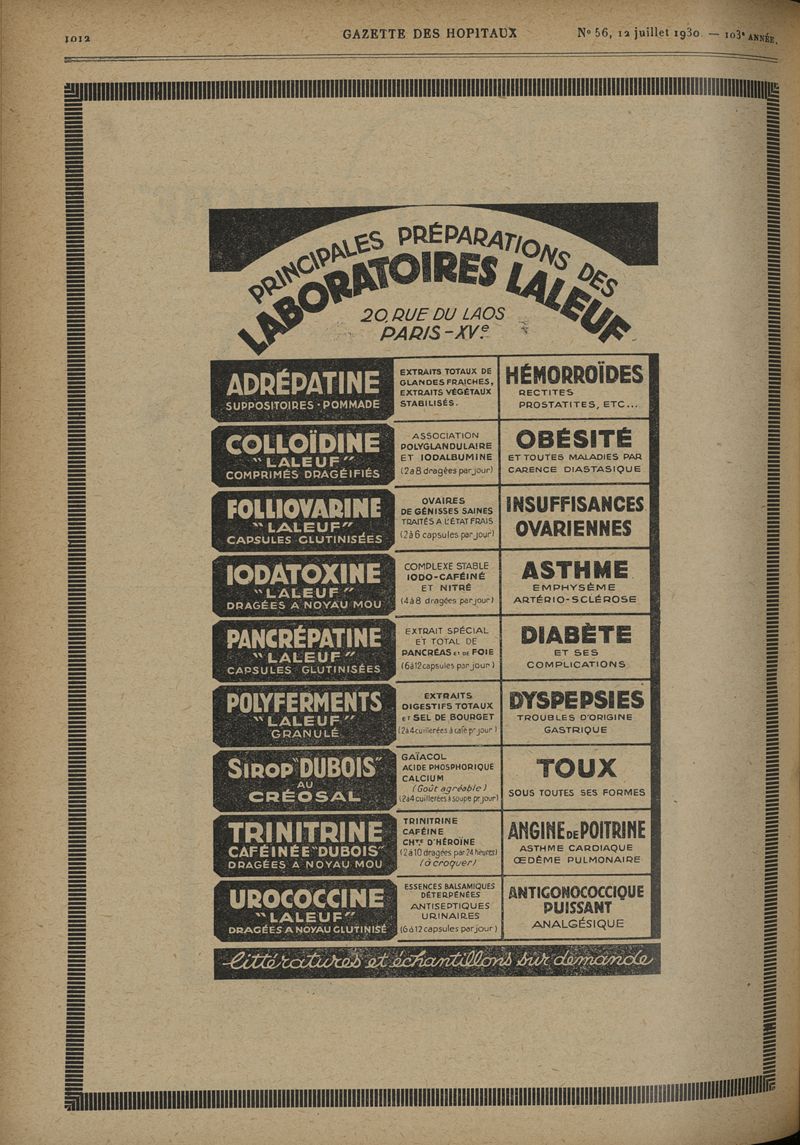 1012
GAZETTE DES HOPITAUX
Nº 56, 12 juillet 1930. — 103e ANNÉE.
PRINCIPALES PRÉPARATIONS DES
LABORATOIRES LALEUF
20, RUE DU LAOS
PARIS-XVe
ADRÉPATINE
SUPPOSITOIRES · POMMADE
EXTRAITS TOTAUX DE
GLANDES FRAICHES,
EXTRAITS VÉGÉTAUX
STABILISÉS.
HÉMORROÏDES
RECTITES
PROSTATITES, ETC...
COLLOÏDINE
"LALEUF"
COMPRIMÉS DRAGÉIFIÉS
ASSOCIATION
POLYGLANDULAIRE
ET IODALBUMINE
(2 a 8 dragées par jour)
OBÉSITÉ
ET TOUTES MALADIES PAR
CARENCE DIASTASIQUE
FOLLIOVARINE
"LALEUF"
CAPSULES GLUTINISÉES
OVAIRES
DE GÉNISSES SAINES
TRAITÉS A L'ÉTAT FRAIS
(2 à 6 capsules par jour)
INSUFFISANCES
OVARIENNES
IODATOXINE
"LALEUF"
DRAGÉES A NOYAU MOU
COMPLEXE STABLE
IODO-CAFÉINÉ
ET NITRÉ
(4 à 8 dragées par jour)
ASTHME
EMPHYSÈME
ARTÉRIO-SCLÉROSE
PANCRÉPATINE
"LALEUF"
CAPSULES GLUTINISÉES
EXTRAIT SPÉCIAL
ET TOTAL DE
PANCRÉAS ET DE FOIE
(6 à 12 capsules par jour)
DIABÈTE
ET SES
COMPLICATIONS
POLYFERMENTS
"LALEUF"
GRANULÉ
EXTRAITS
DIGESTIFS TOTAUX
ET SEL DE BOURGET
(2 à 4 cuillerées à café pr jour)
DYSPEPSIES
TROUBLES D'ORIGINE
GASTRIQUE
SIROP "DUBOIS"
AU
CRÉOSAL
GAÏACOL
ACIDE PHOSPHORIQUE
CALCIUM
(Goût agréable)
(2 à 4 cuillerées à soupe pr jour)
TOUX
SOUS TOUTES SES FORMES
TRINITRINE
CAFÉINÉE "DUBOIS"
DRAGÉES A NOYAU MOU
TRINITRINE
CAFÉINE
CHTE D'HÉROÏNE
(2 à 10 dragées par 24 heures)
(à croquer)
ANGINE DE POITRINE
ASTHME CARDIAQUE
ŒDÈME PULMONAIRE
UROCOCCINE
"LALEUF"
DRAGÉES A NOYAU GLUTINISÉ
ESSENCES BALSAMIQUES
DÉTERPÉNÉES
ANTISEPTIQUES
URINAIRES
(6 à 12 capsules par jour)
ANTIGONOCOCCIQUE
PUISSANT
ANALGÉSIQUE
Littératures et échantillons sur demande